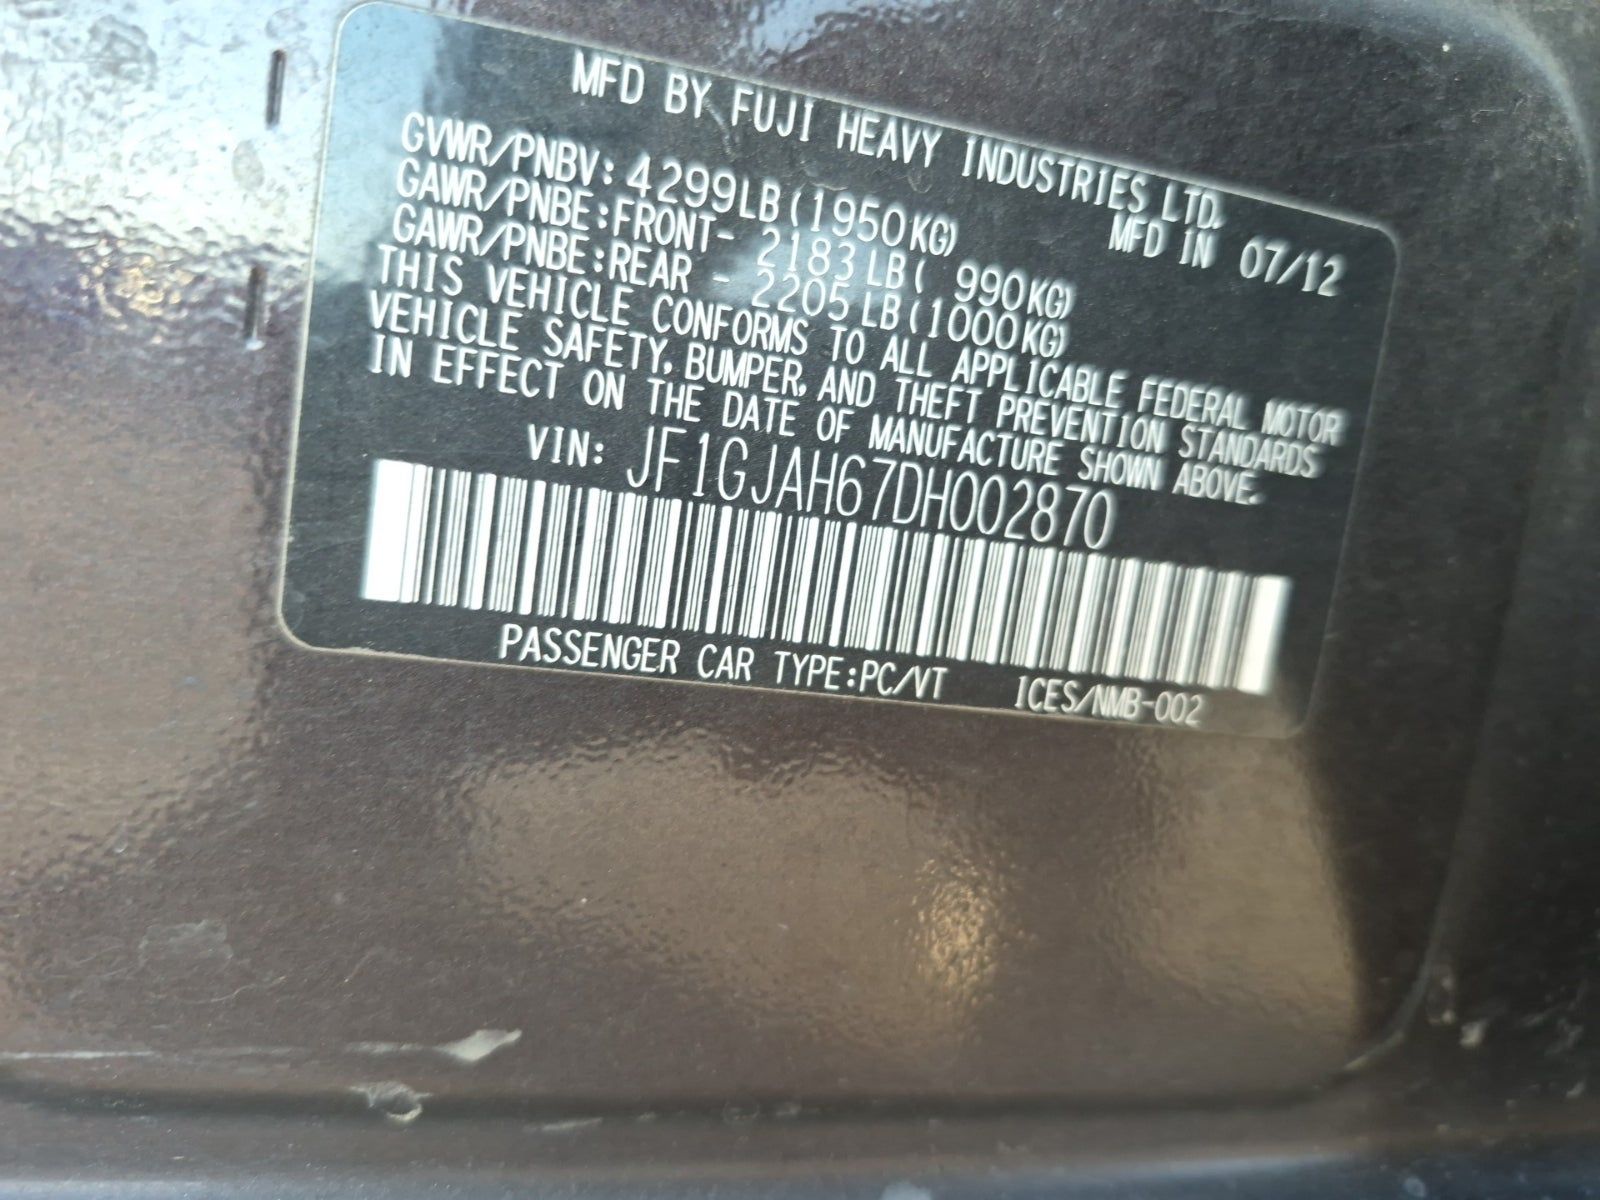 MFD BY FUJI HEAVY INDUSTRIES LTD.
MFD IN 07/12
GVWR/PNBV: 4299LB(1950KG)
GAWR/PNBE:FRONT- 2183LB( 990KG)
GAWR/PNBE:REAR - 2205LB(1000KG)
THIS VEHICLE CONFORMS TO ALL APPLICABLE FEDERAL MOTOR
VEHICLE SAFETY, BUMPER, AND THEFT PREVENTION STANDARDS
IN EFFECT ON THE DATE OF MANUFACTURE SHOWN ABOVE.
VIN: JF1GJAH67DH002870
PASSENGER CAR TYPE:PC/VT ICES/NMB-002